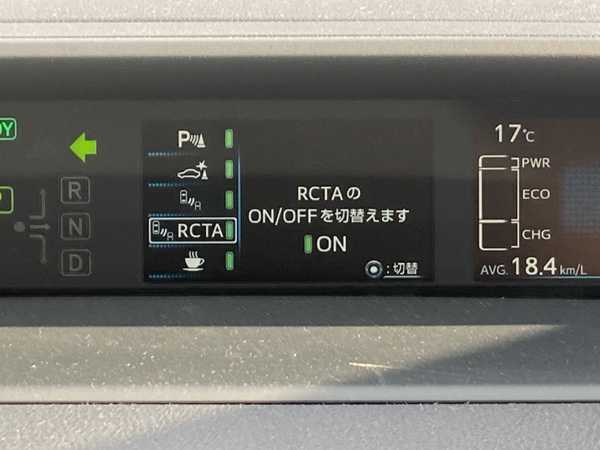 DY
P
R
N
D
P
R
R RCTA
RCTAの
ON/OFFを切替えます
ON
:切替
17℃
PWR
ECO
CHG
AVG. 18.4 km/L